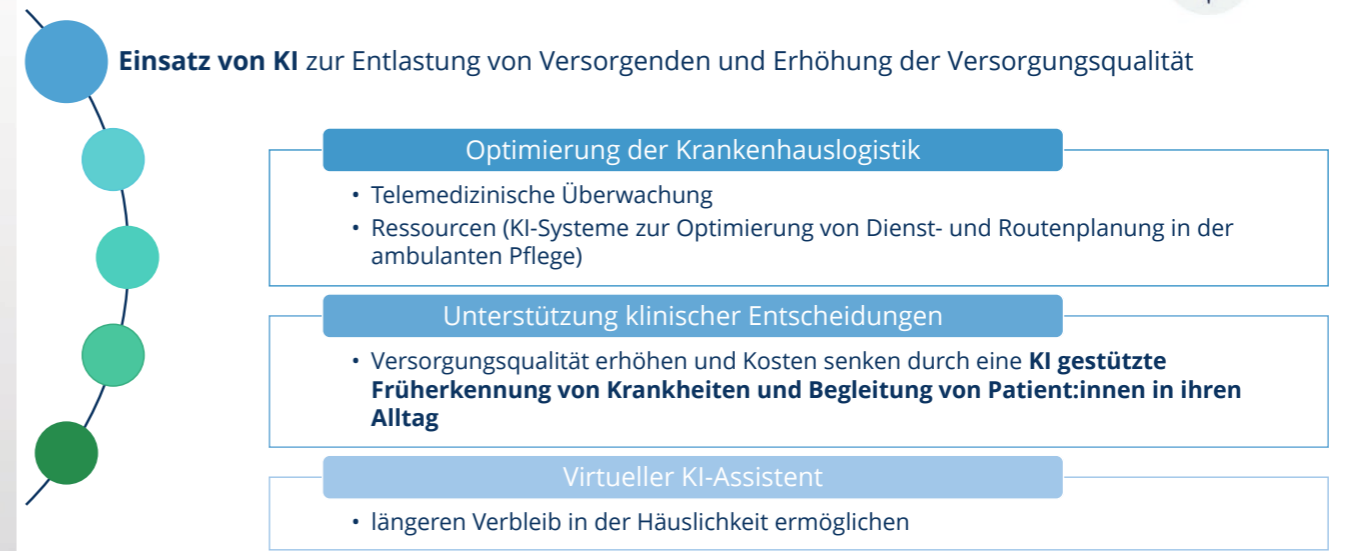 Einsatz von KI zur Entlastung von Versorgenden und Erhöhung der Versorgungsqualität
Optimierung der Krankenhauslogistik
• Telemedizinische Überwachung
• Ressourcen (KI-Systeme zur Optimierung von Dienst- und Routenplanung in der
ambulanten Pflege)
Unterstützung klinischer Entscheidungen
• Versorgungsqualität erhöhen und Kosten senken durch eine KI gestützte
Früherkennung von Krankheiten und Begleitung von Patient:innen in ihren
Alltag
Virtueller KI-Assistent
• längeren Verbleib in der Häuslichkeit ermöglichen